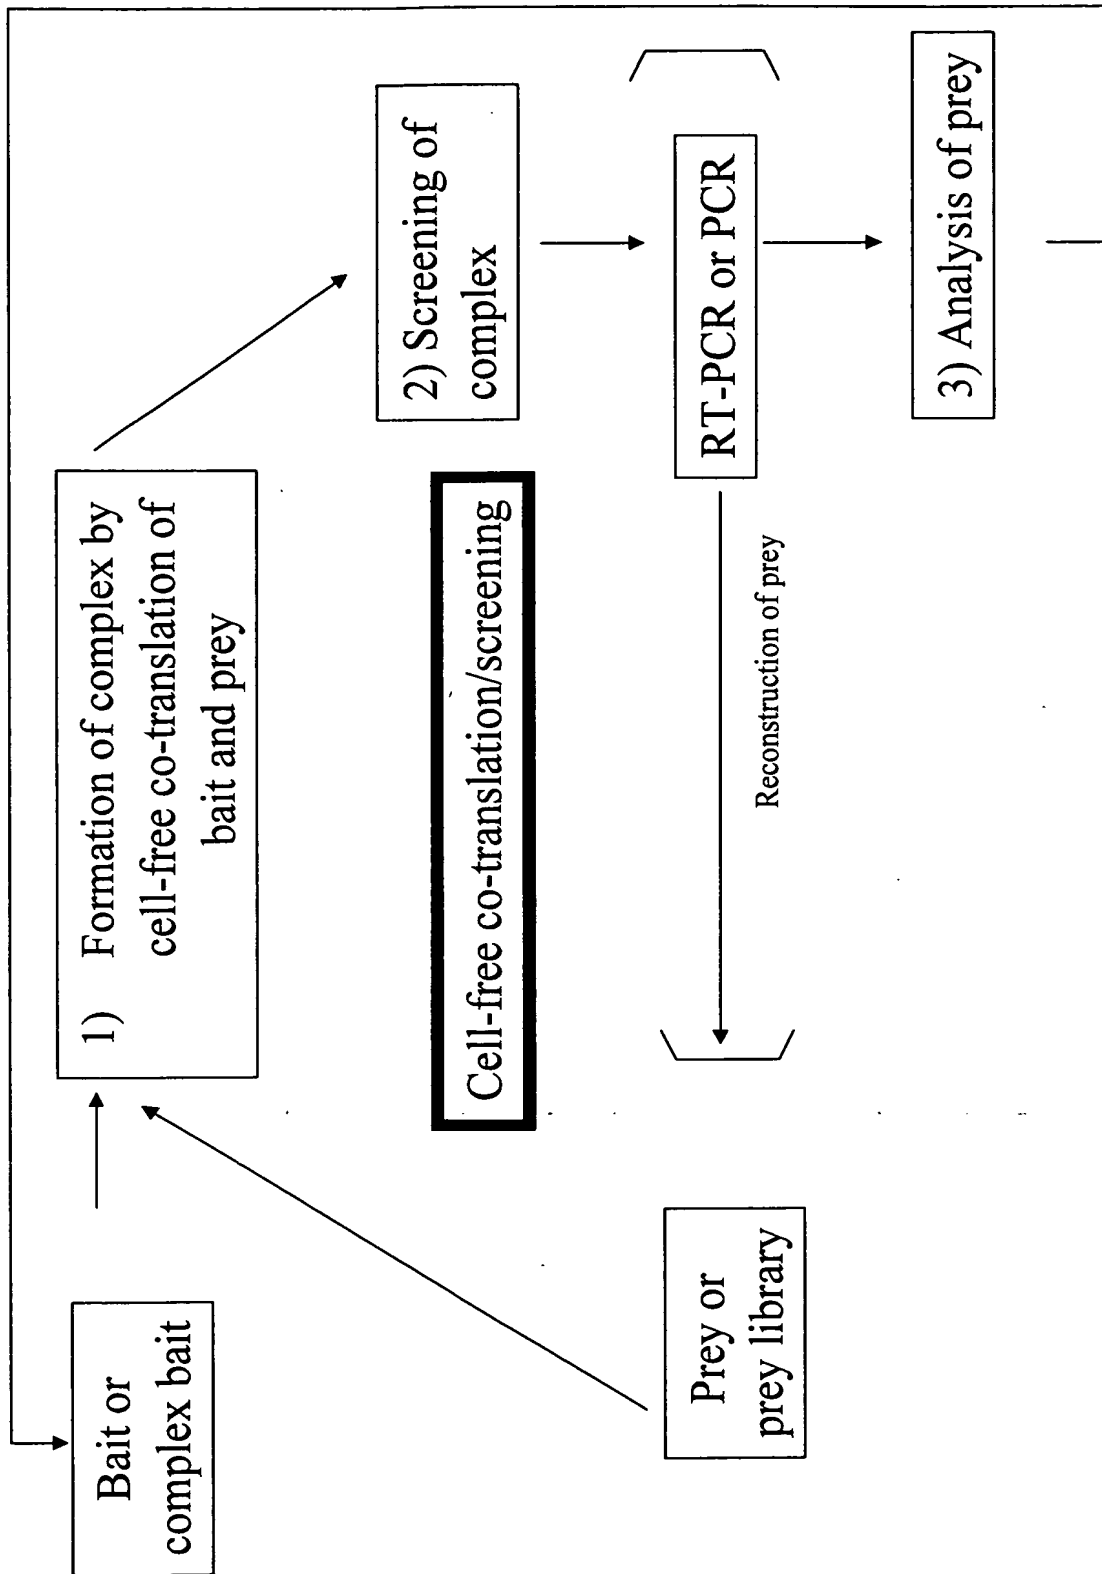 Bait or
complex bait
1) Formation of complex by
cell-free co-translation of
bait and prey
2) Screening of
complex
Cell-free co-translation/screening
Prey or
prey library
Reconstruction of prey
RT-PCR or PCR
3) Analysis of prey